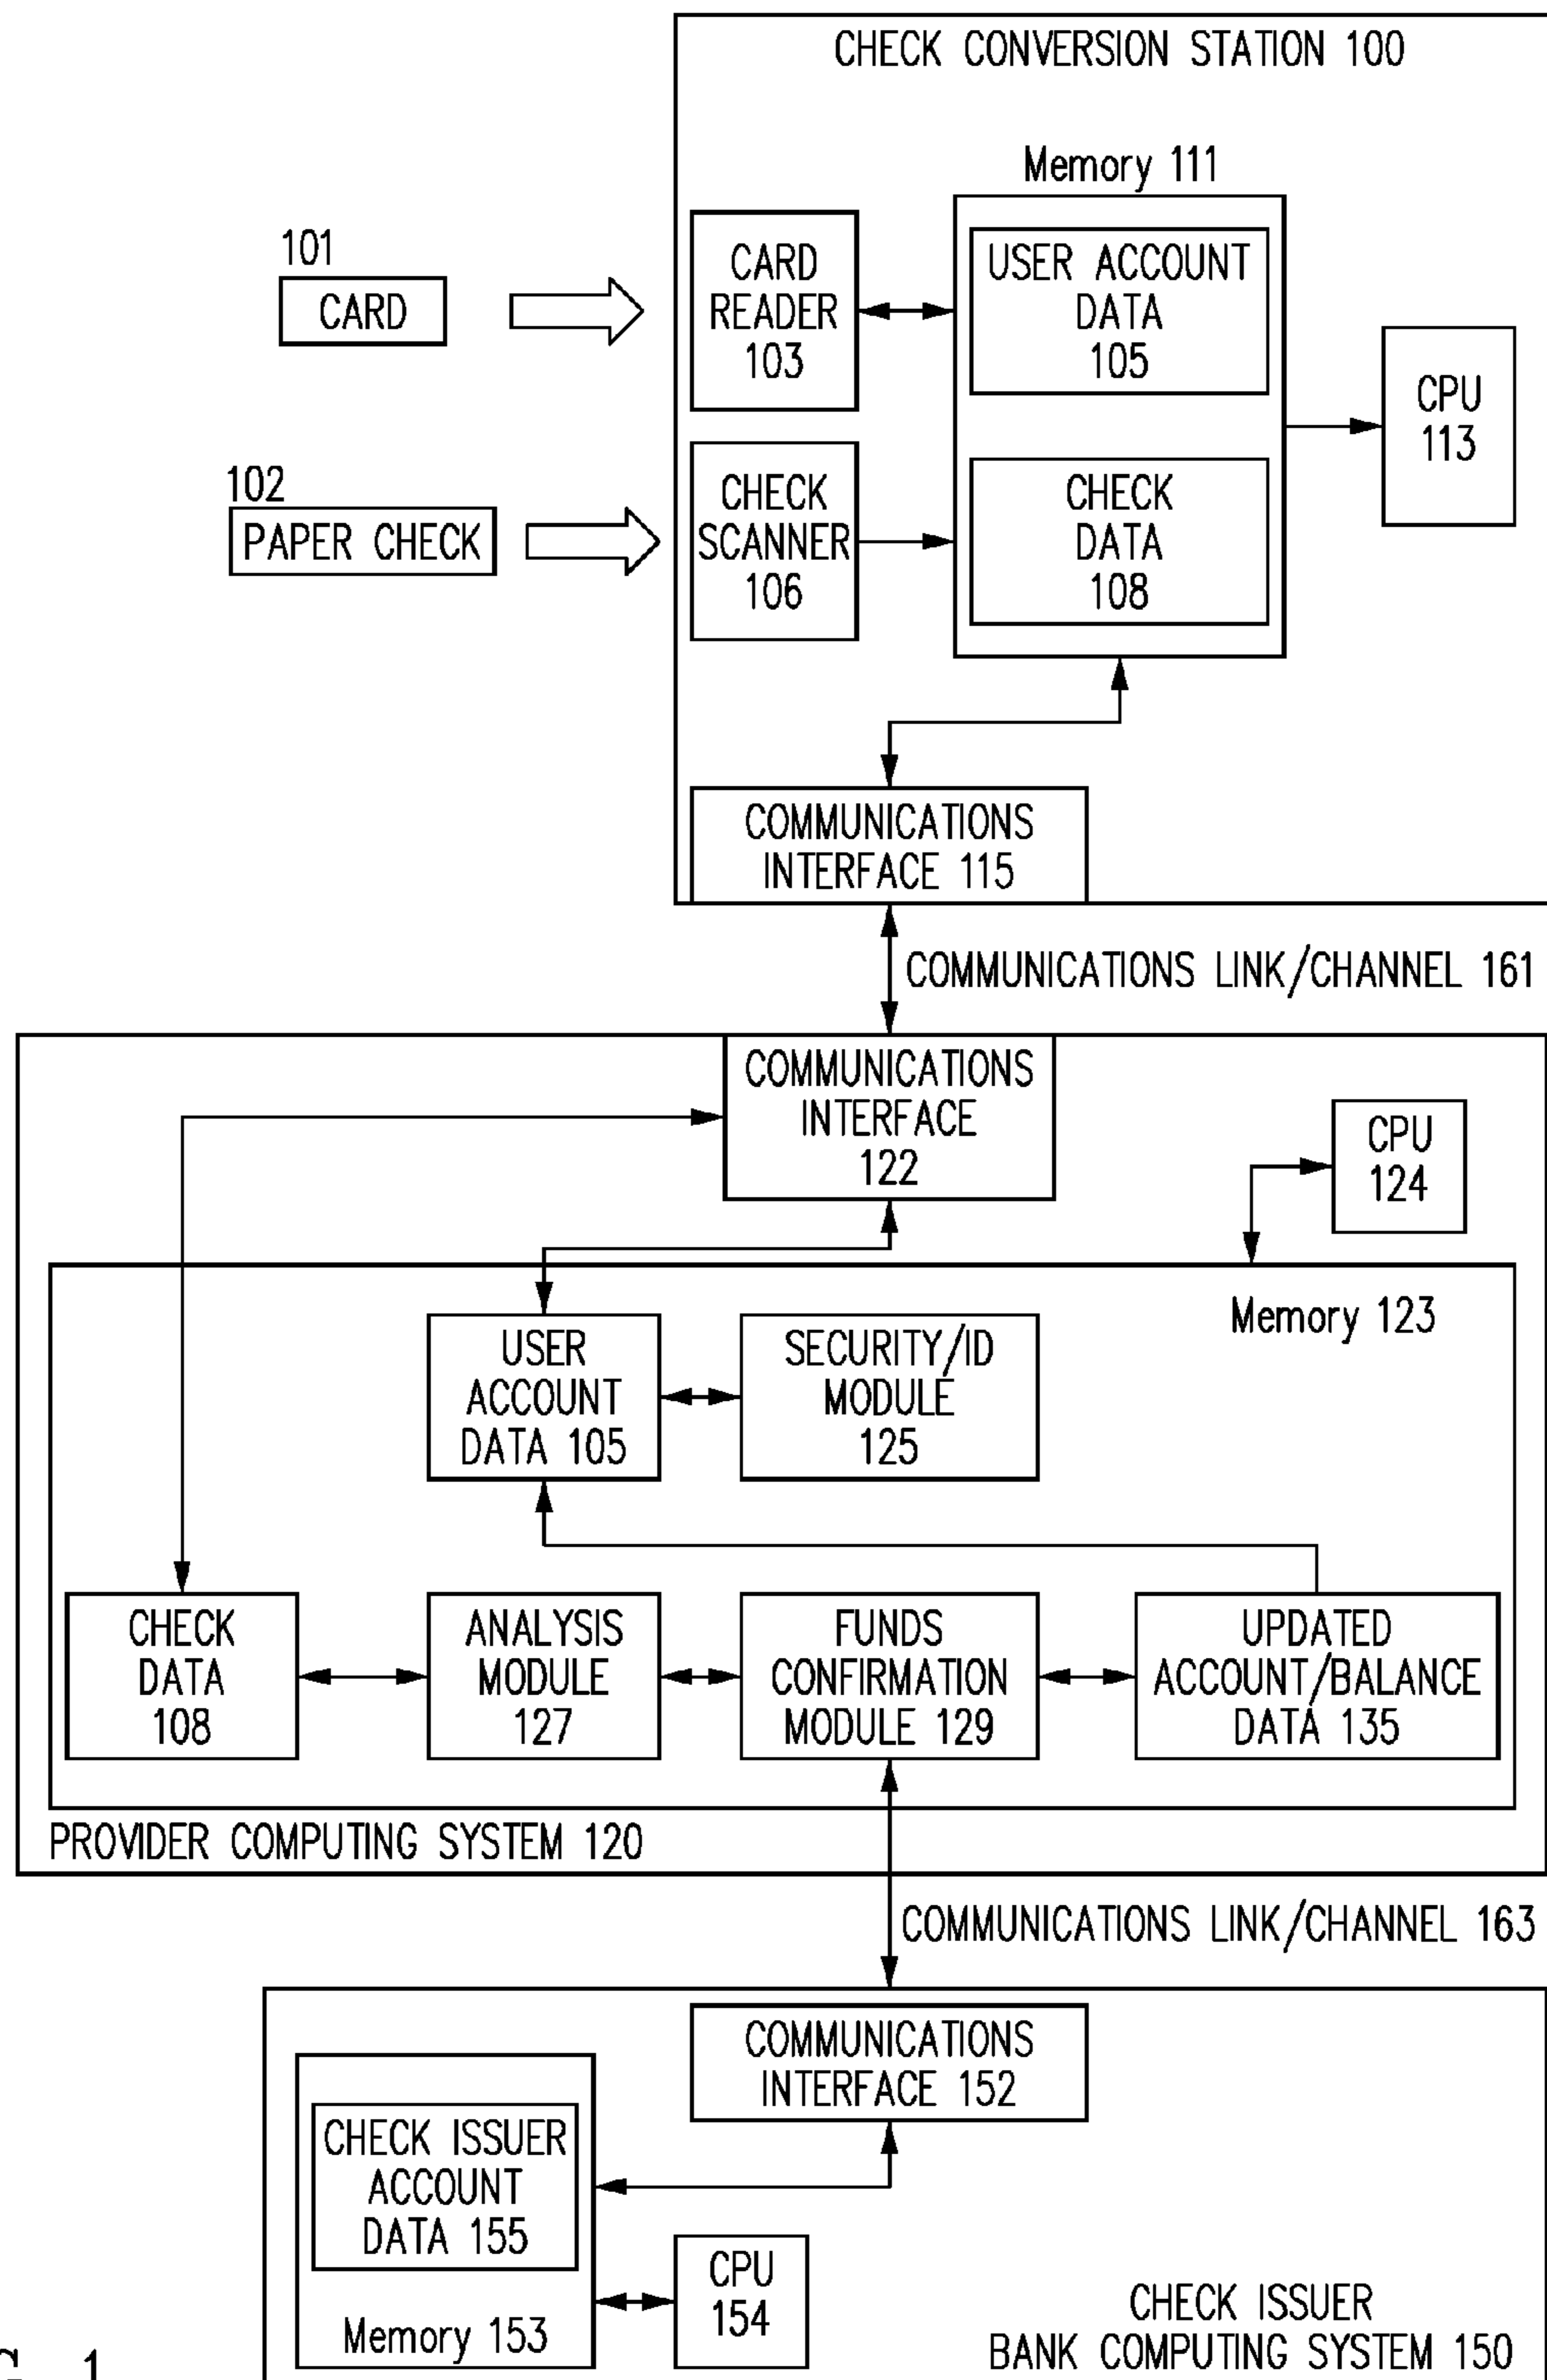 CHECK CONVERSION STATION 100
Memory 111
101
CARD
CARD
READER
103
USER ACCOUNT
DATA
105
CPU
113
102
PAPER CHECK
CHECK
SCANNER
106
CHECK
DATA
108
COMMUNICATIONS
INTERFACE 115
COMMUNICATIONS LINK/CHANNEL 161
COMMUNICATIONS
INTERFACE
122
CPU
124
Memory 123
USER
ACCOUNT
DATA 105
SECURITY/ID
MODULE
125
CHECK
DATA
108
ANALYSIS
MODULE
127
FUNDS
CONFIRMATION
MODULE 129
UPDATED
ACCOUNT/BALANCE
DATA 135
PROVIDER COMPUTING SYSTEM 120
COMMUNICATIONS LINK/CHANNEL 163
COMMUNICATIONS
INTERFACE 152
CHECK ISSUER
ACCOUNT
DATA 155
Memory 153
CPU
154
CHECK ISSUER
BANK COMPUTING SYSTEM 150
1